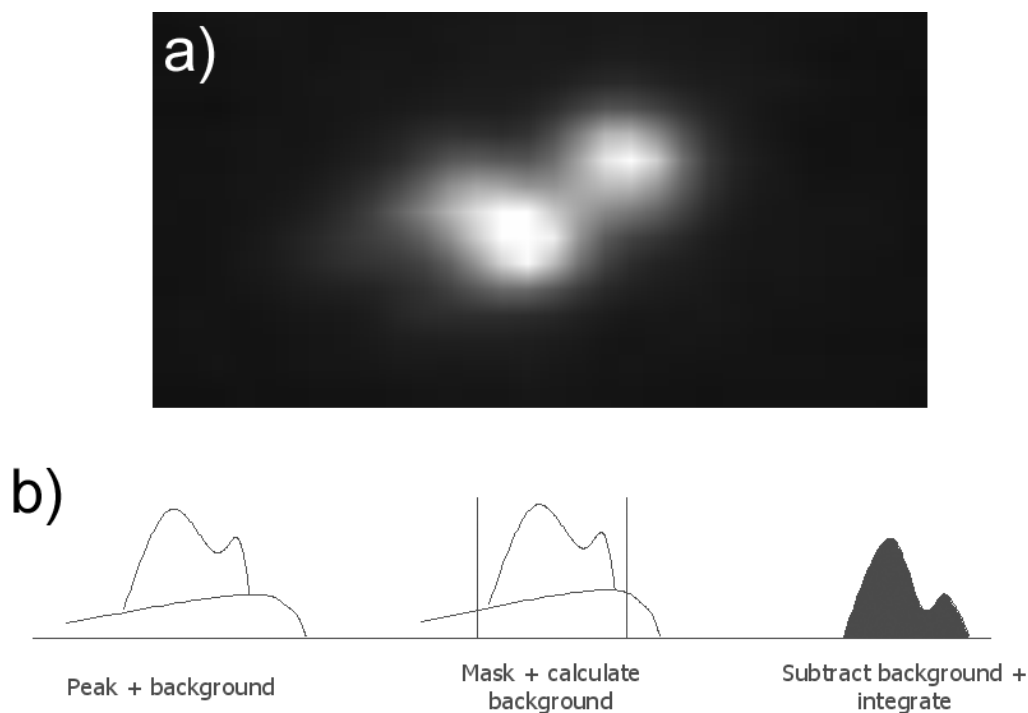 a)
b)
Peak + background
Mask + calculate
background
Subtract background +
integrate